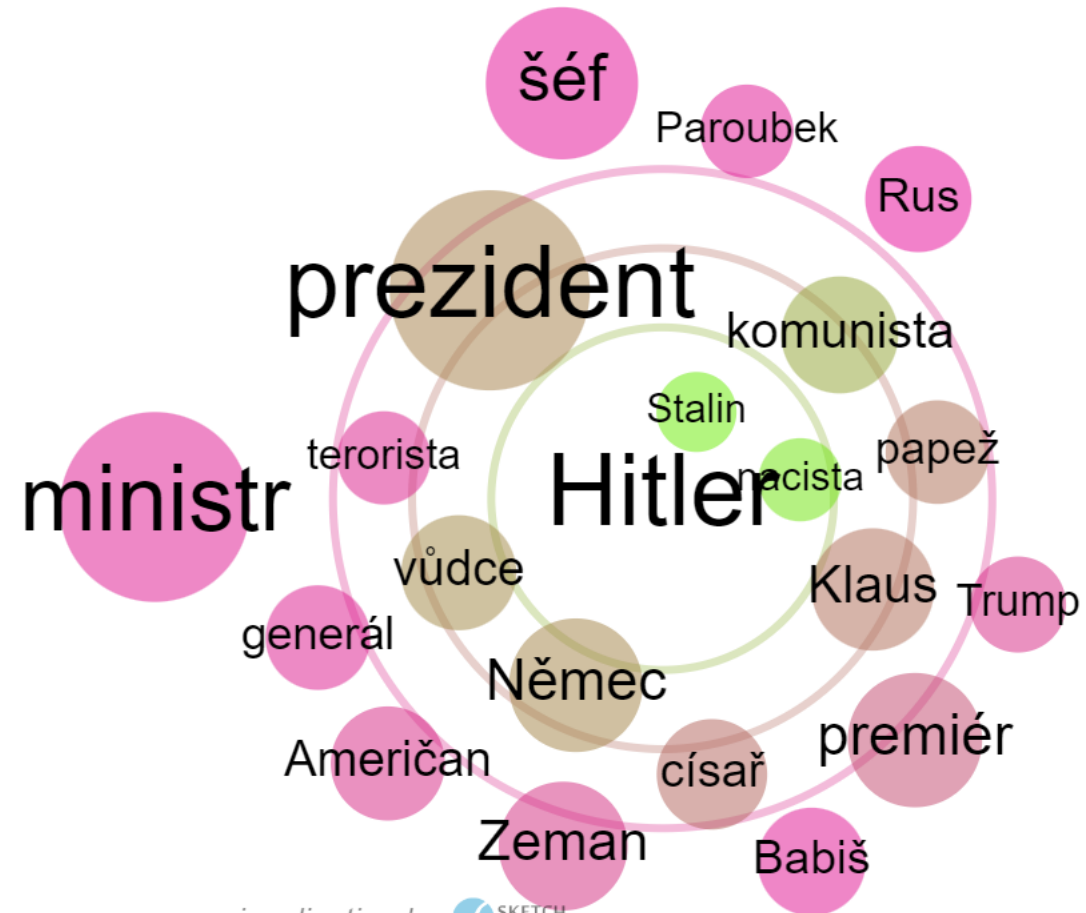 šéf
Paroubek
Rus
prezident
komunista
Stalin
papež
terorista
Hitler
nacista
ministr
vůdce
Klaus
Trump
generál
Němec
premiér
Američan
císař
Zeman
Babiš
SKETCH